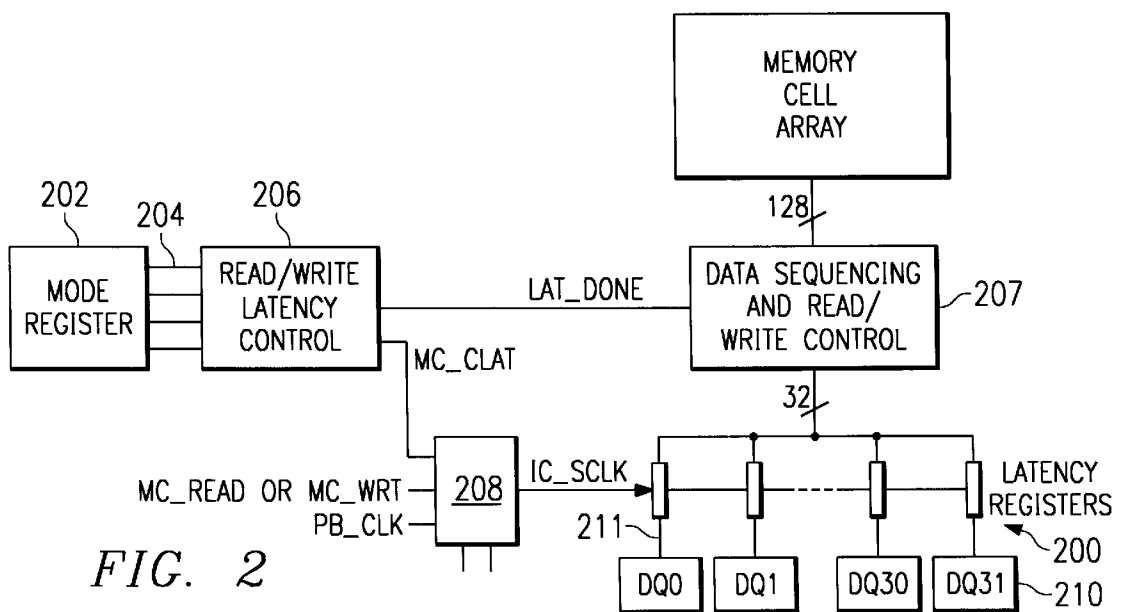 MEMORY
CELL
ARRAY
128
202
204
206
MODE
REGISTER
READ/WRITE
LATENCY
CONTROL
LAT_DONE
DATA SEQUENCING
AND READ/
WRITE CONTROL
207
MC_CLAT
32
208
IC_SCLK
MC_READ OR MC_WRT
PB_CLK
LATENCY
REGISTERS
200
211
DQ0
DQ1
DQ30
DQ31
210
FIG. 2